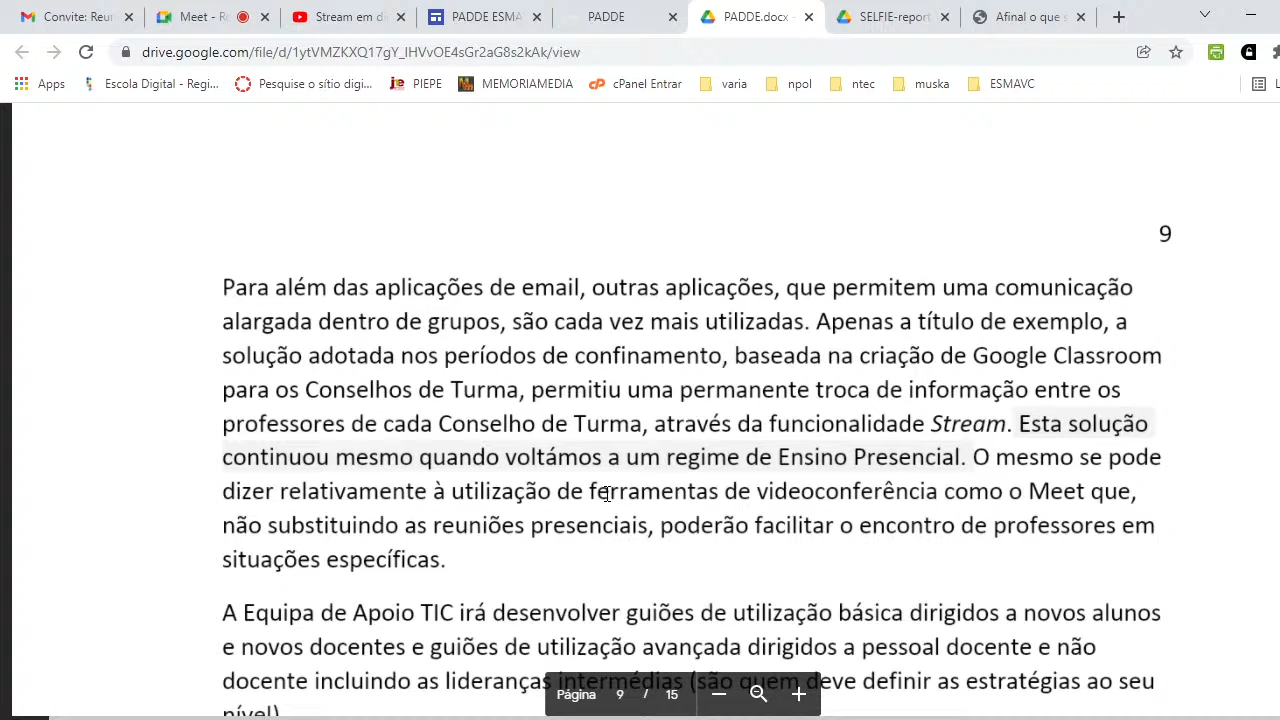 Convite: Reur
Meet - R
Stream em di
PADDE ESMA
PADDE
PADDE.docx -
SELFIE-report
Afinal o que s
drive.google.com/file/d/1ytVMZKXQ17gY_lHVvOE4sGr2aG8s2kAk/view
Apps
Escola Digital - Regi...
Pesquise o sítio digi...
PIEPE
MEMORIAMEDIA
cPanel Entrar
varia
npol
ntec
muska
ESMAVC
9
Para além das aplicações de email, outras aplicações, que permitem uma comunicação
alargada dentro de grupos, são cada vez mais utilizadas. Apenas a título de exemplo, a
solução adotada nos períodos de confinamento, baseada na criação de Google Classroom
para os Conselhos de Turma, permitiu uma permanente troca de informação entre os
professores de cada Conselho de Turma, através da funcionalidade Stream. Esta solução
continuou mesmo quando voltámos a um regime de Ensino Presencial. O mesmo se pode
dizer relativamente à utilização de ferramentas de videoconferência como o Meet que,
não substituindo as reuniões presenciais, poderão facilitar o encontro de professores em
situações específicas.
A Equipa de Apoio TIC irá desenvolver guiões de utilização básica dirigidos a novos alunos
e novos docentes e guiões de utilização avançada dirigidos a pessoal docente e não
docente incluindo as lideranças intermédias (são quem deve definir as estratégias ao seu
nível)
Página 9 / 15